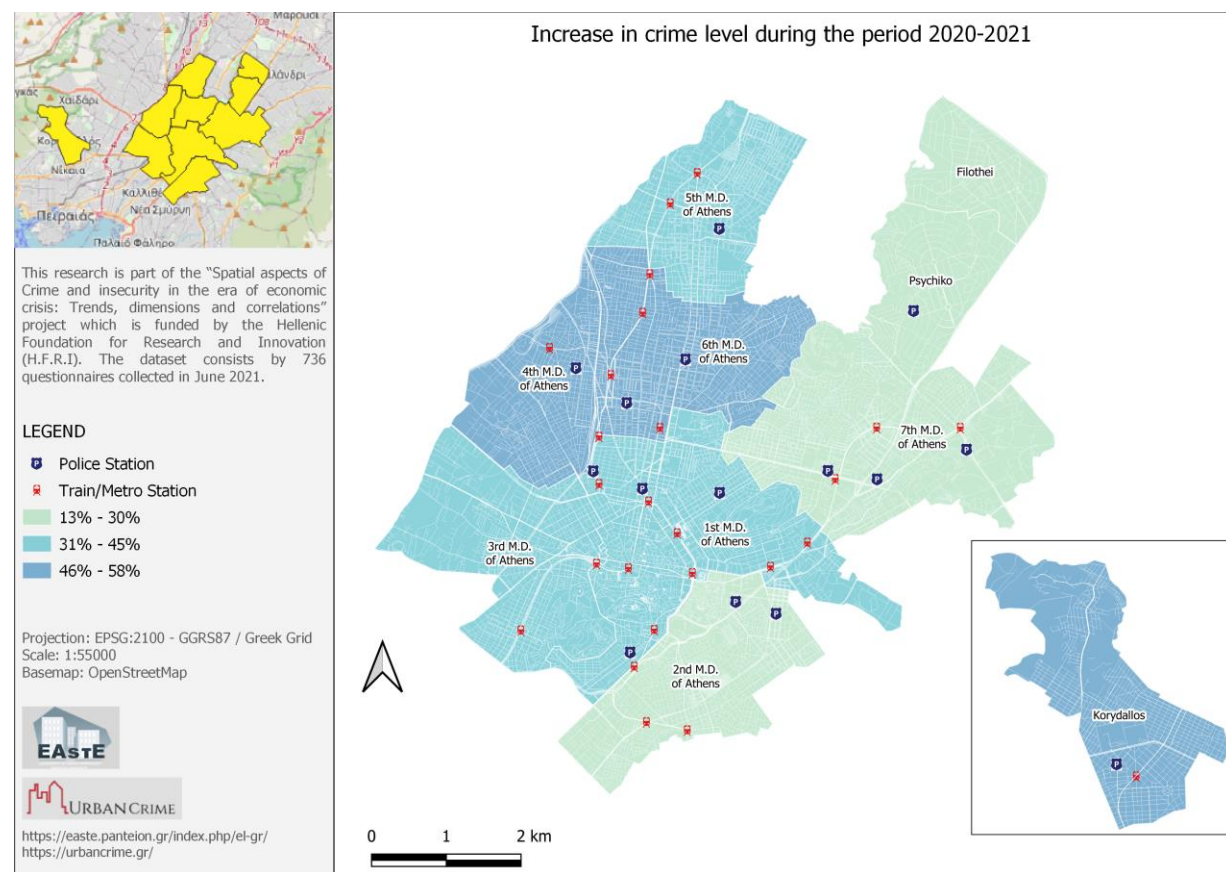 Increase in crime level during the period 2020-2021
ΜΑΡΟΥΣΙ
ΧΑΪΔΑΡΙ
Νίκαια
Πειραιάς
Νέα Σμύρνη
Παλαιό Φάληρο
This research is part of the “Spatial aspects of
Crime and insecurity in the era of economic
crisis: Trends, dimensions and correlations”
project which is funded by the Hellenic
Foundation for Research and Innovation
(H.F.R.I). The dataset consists by 736
questionnaires collected in June 2021.
LEGEND
Police Station
Train/Metro Station
13% - 30%
31% - 45%
46% - 58%
Projection: EPSG:2100 - GGRS87 / Greek Grid
Scale: 1:55000
Basemap: OpenStreetMap
EASTE
URBANCRIME
https://easte.panteion.gr/index.php/el-gr/
https://urbancrime.gr/
Filothei
5th M.D.
of Athens
Psychiko
6th M.D.
of Athens
4th M.D.
of Athens
7th M.D.
of Athens
1st M.D.
of Athens
3rd M.D.
of Athens
2nd M.D.
of Athens
Korydallos
0 1 2 km